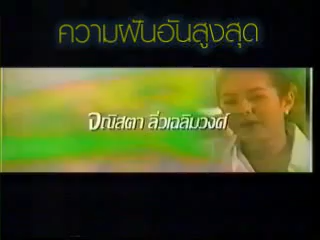 ความฝันอันสูงสุด
จณิสตา ลิ่วเฉลิมวงศ์